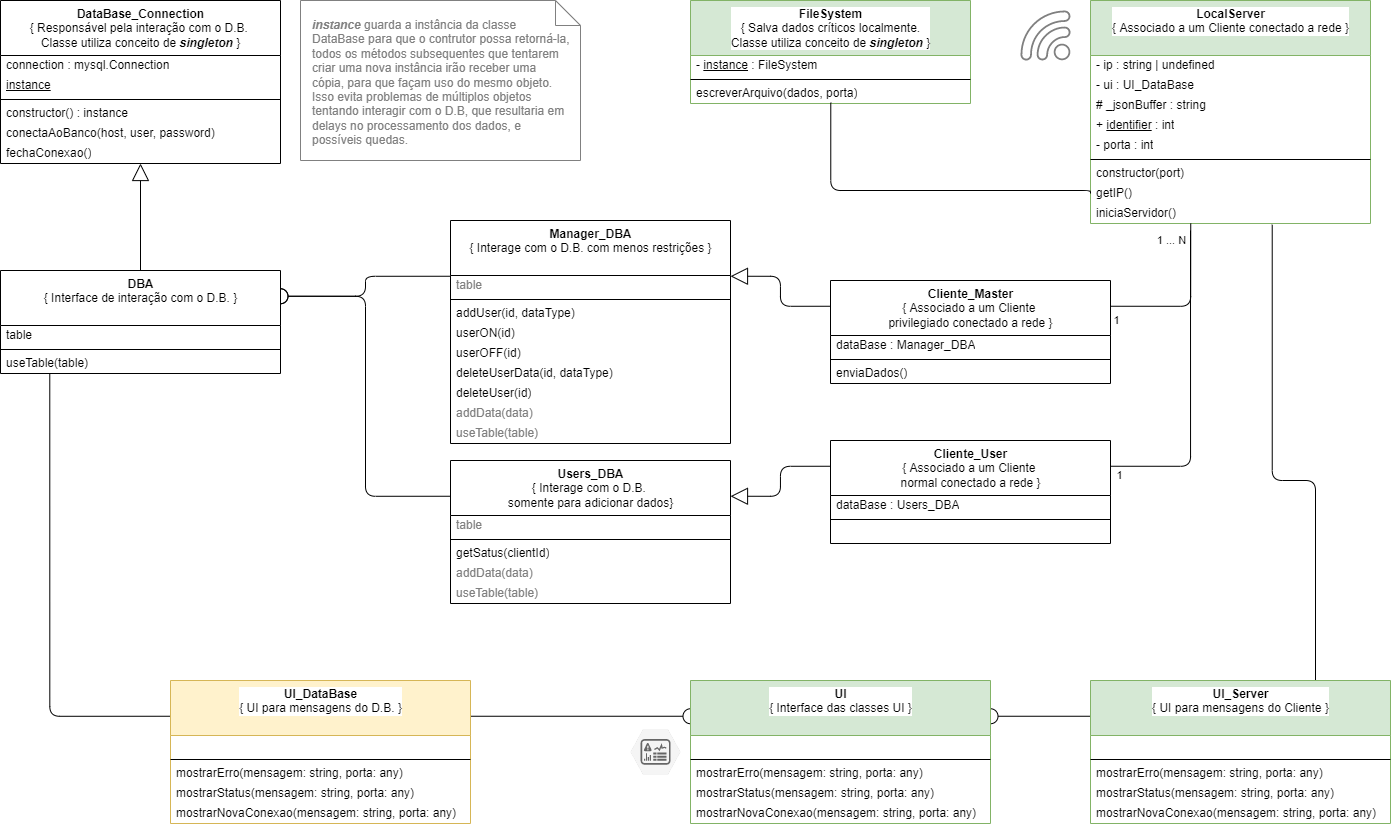 DataBase_Connection
{ Responsável pela interação com o D.B.
Classe utiliza conceito de singleton }
connection : mysql.Connection
instance
constructor() : instance
conectaAoBanco(host, user, password)
fechaConexao()
instance guarda a instância da classe
DataBase para que o contrutor possa retorná-la,
todos os métodos subsequentes que tentarem
criar uma nova instância irão receber uma
cópia, para que façam uso do mesmo objeto.
Isso evita problemas de múltiplos objetos
tentando interagir com o D.B, que resultaria em
delays no processamento dos dados, e
possíveis quedas.
FileSystem
{ Salva dados críticos localmente.
Classe utiliza conceito de singleton }
- instance : FileSystem
escreverArquivo(dados, porta)
LocalServer
{ Associado a um Cliente conectado a rede }
- ip : string | undefined
- ui : UI_DataBase
# _jsonBuffer : string
+ identifier : int
- porta : int
constructor(port)
getIP()
iniciaServidor()
1 ... N
DBA
{ Interface de interação com o D.B. }
table
useTable(table)
Manager_DBA
{ Interage com o D.B. com menos restrições }
table
addUser(id, dataType)
userON(id)
userOFF(id)
deleteUserData(id, dataType)
deleteUser(id)
addData(data)
useTable(table)
Cliente_Master
{ Associado a um Cliente
privilegiado conectado a rede }
dataBase : Manager_DBA
enviaDados()
1
Users_DBA
{ Interage com o D.B.
somente para adicionar dados}
table
getSatus(clientId)
addData(data)
useTable(table)
Cliente_User
{ Associado a um Cliente
normal conectado a rede }
dataBase : Users_DBA
1
UI_DataBase
{ UI para mensagens do D.B. }
mostrarErro(mensagem: string, porta: any)
mostrarStatus(mensagem: string, porta: any)
mostrarNovaConexao(mensagem: string, porta: any)
UI
{ Interface das classes UI }
mostrarErro(mensagem: string, porta: any)
mostrarStatus(mensagem: string, porta: any)
mostrarNovaConexao(mensagem: string, porta: any)
UI_Server
{ UI para mensagens do Cliente }
mostrarErro(mensagem: string, porta: any)
mostrarStatus(mensagem: string, porta: any)
mostrarNovaConexao(mensagem: string, porta: any)